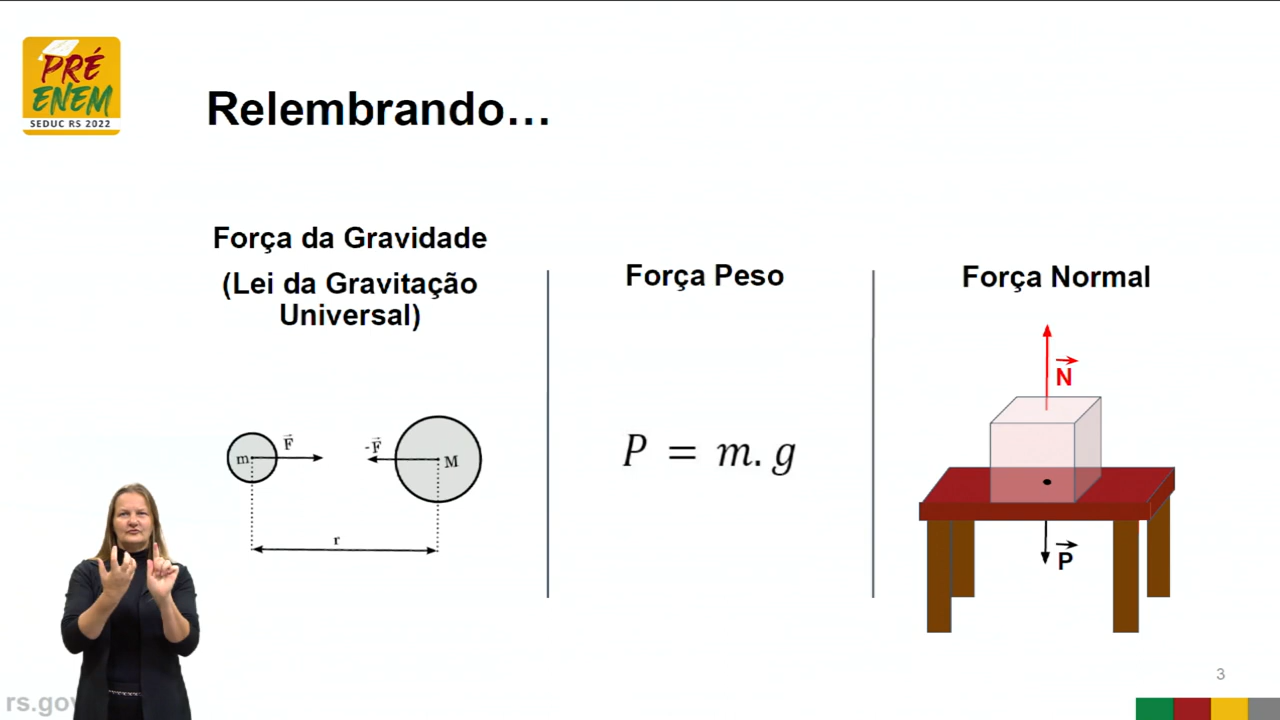 PRÉ
ENEM
SEDUC RS 2022
Relembrando...
Força da Gravidade
(Lei da Gravitação
Universal)
m
F
-F
M
r
Força Peso
P = m. g
Força Normal
N
P
3
rs.gov